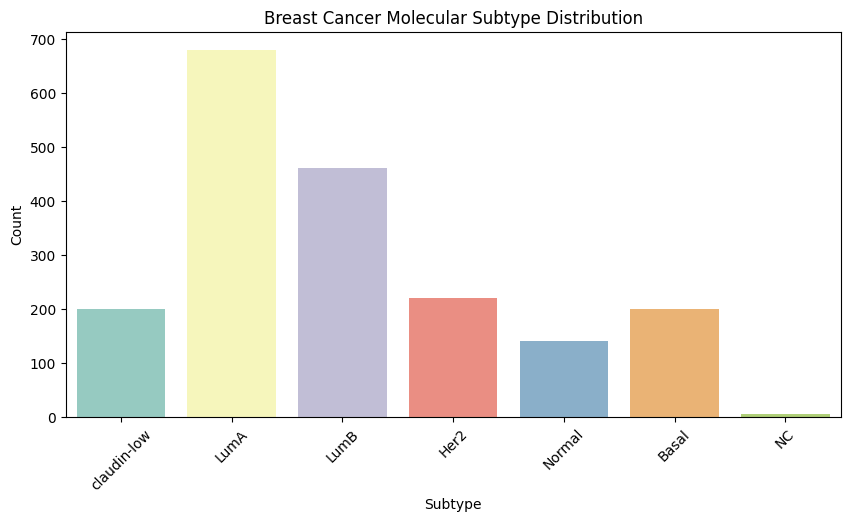 Breast Cancer Molecular Subtype Distribution
700
600
500
400
300
200
100
0
Count
claudin-low
LumA
LumB
Her2
Normal
Basal
NC
Subtype